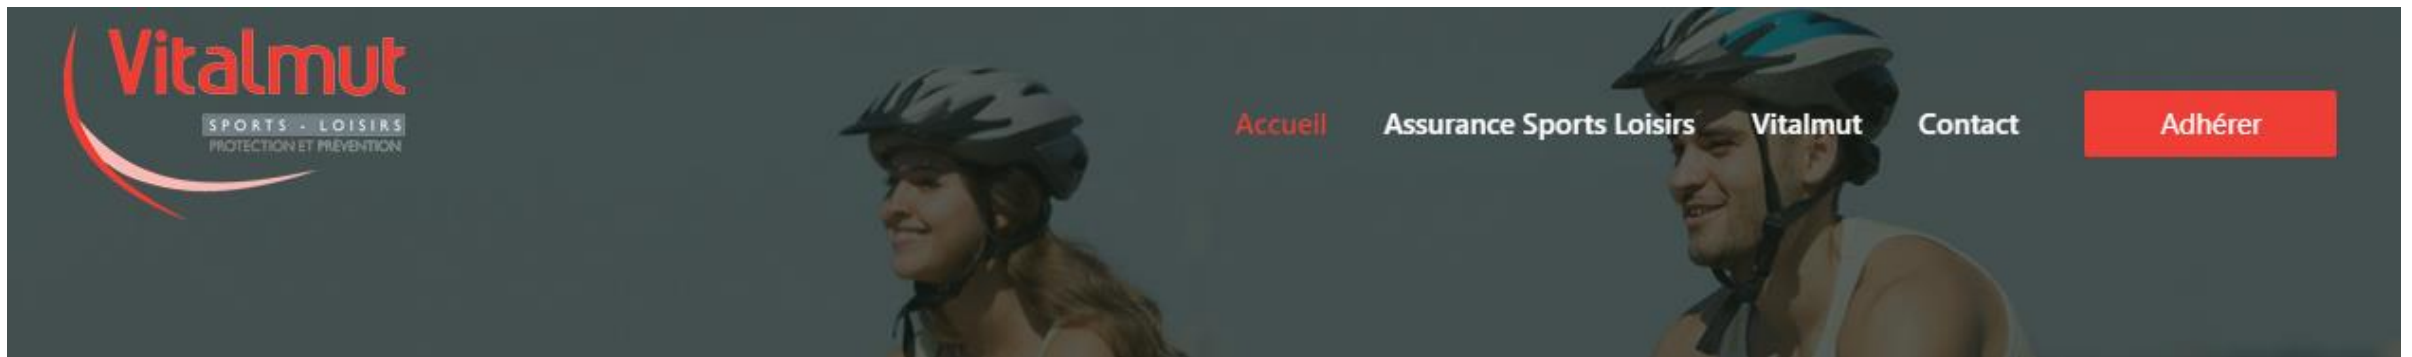 Vitalmut
SPORTS - LOISIRS
PROTECTION ET PRÉVENTION
Accueil
Assurance Sports Loisirs
Vitalmut
Contact
Adhérer